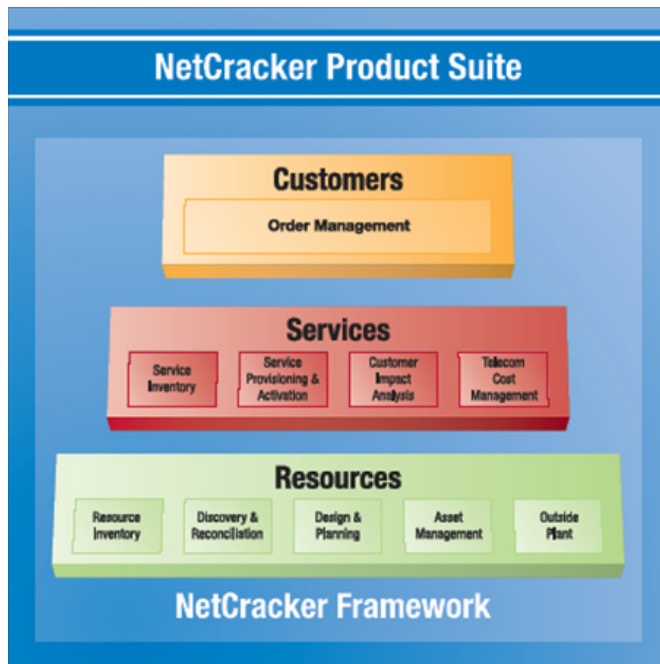 NetCracker Product Suite
Customers
Order Management
Services
Service
Inventory
Service
Provisioning &
Activation
Customer
Impact
Analysis
Telecom
Cost
Management
Resources
Resource
Inventory
Discovery &
Reconciliation
Design &
Planning
Asset
Management
Outside
Plant
NetCracker Framework